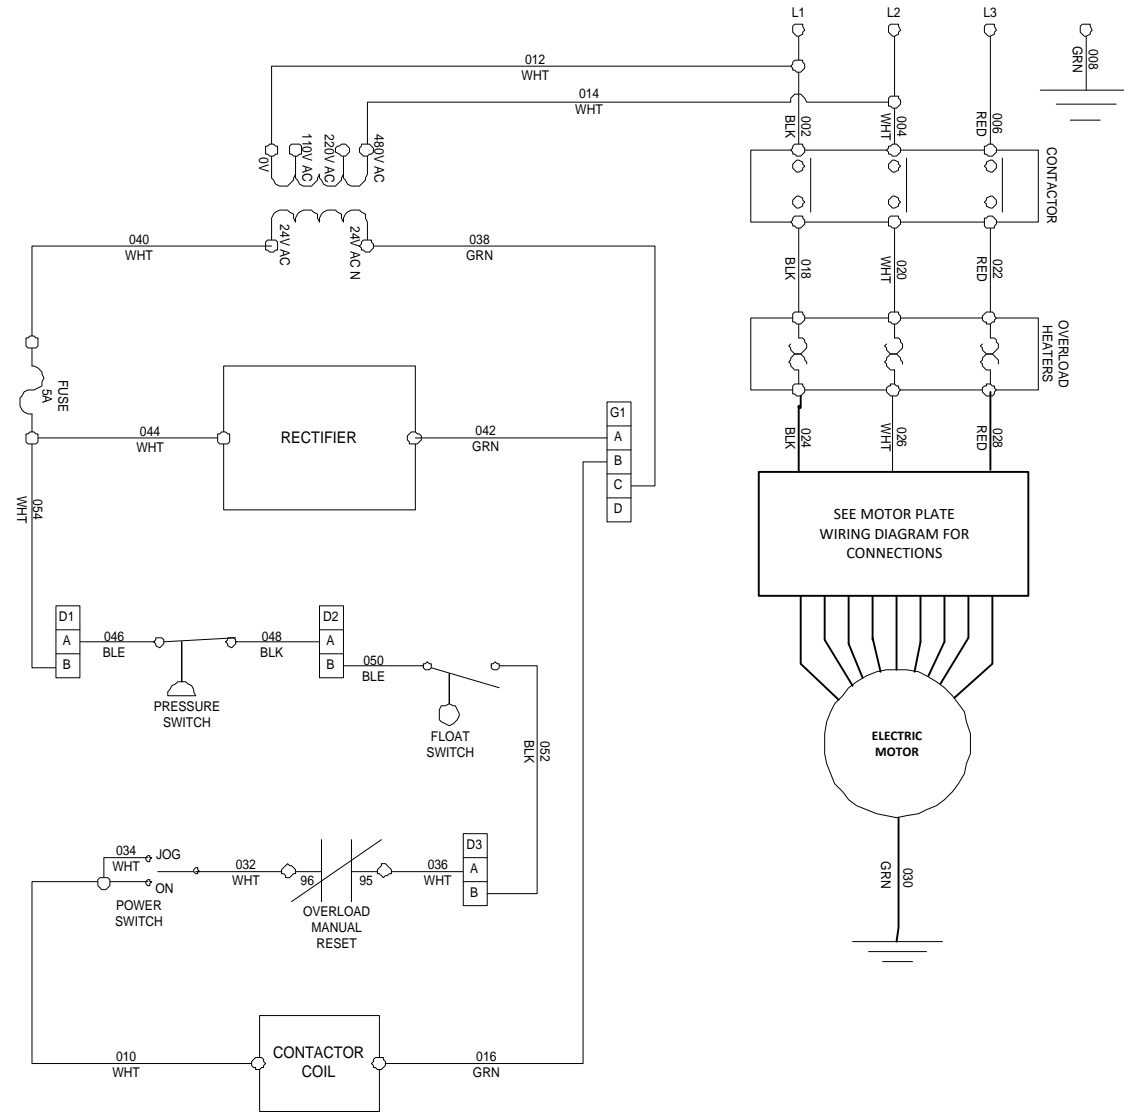 L1
L2
L3
012
WHT
014
WHT
008
GRN
002
BLK
004
WHT
006
RED
0V
110V AC
220V AC
480V AC
CONTACTOR
24V AC
24V AC N
040
WHT
038
GRN
018
BLK
020
WHT
022
RED
OVERLOAD
HEATERS
FUSE
5A
RECTIFIER
044
WHT
042
GRN
G1
A
B
C
D
024
BLK
026
WHT
028
RED
054
WHT
SEE MOTOR PLATE
WIRING DIAGRAM FOR
CONNECTIONS
D1
A
B
046
BLE
048
BLK
D2
A
B
050
BLE
PRESSURE
SWITCH
FLOAT
SWITCH
052
BLK
ELECTRIC
MOTOR
034
WHT
JOG
ON
POWER
SWITCH
032
WHT
96
95
OVERLOAD
MANUAL
RESET
036
WHT
D3
A
B
030
GRN
010
WHT
CONTACTOR
COIL
016
GRN